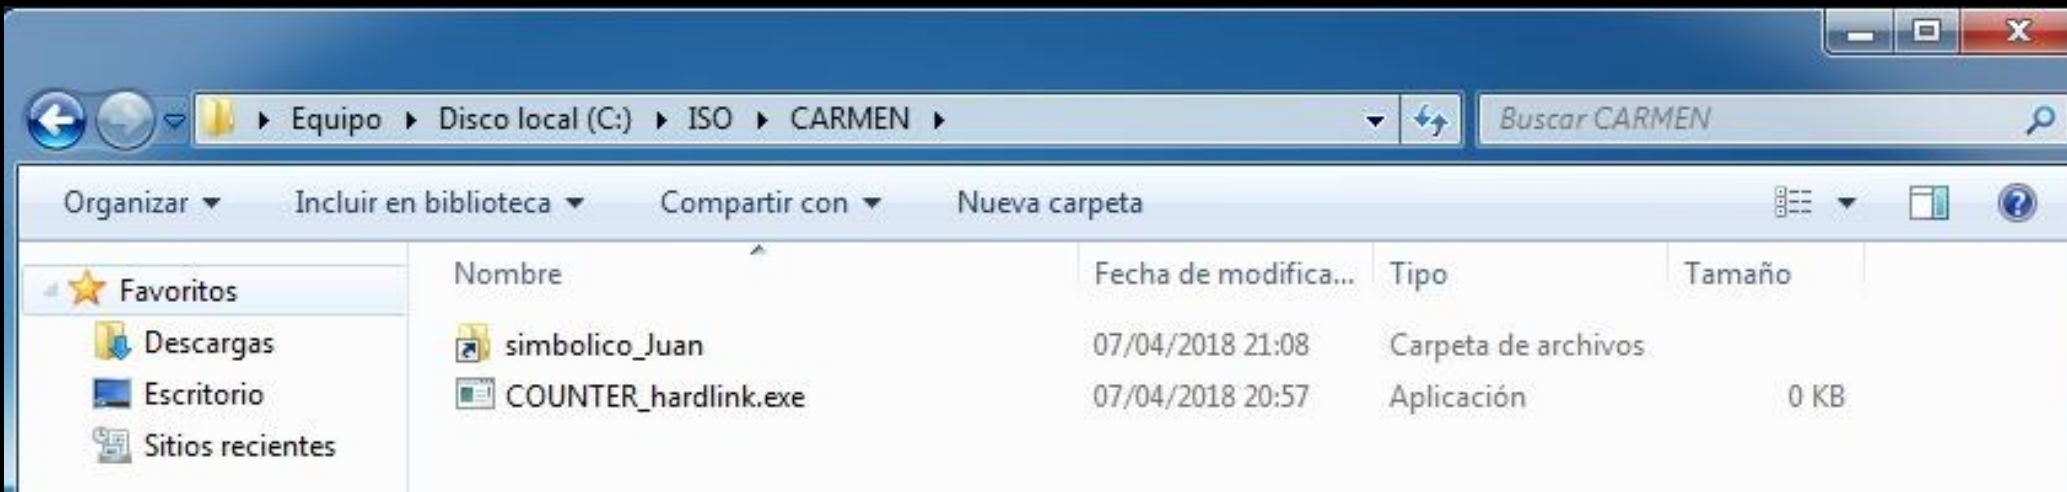 Equipo Disco local (C:) ISO CARMEN Buscar CARMEN
Organizar Incluir en biblioteca Compartir con Nueva carpeta
Nombre Fecha de modifica... Tipo Tamaño
Favoritos
Descargas simbolico_Juan 07/04/2018 21:08 Carpeta de archivos
Escritorio COUNTER_hardlink.exe 07/04/2018 20:57 Aplicación 0 KB
Sitios recientes